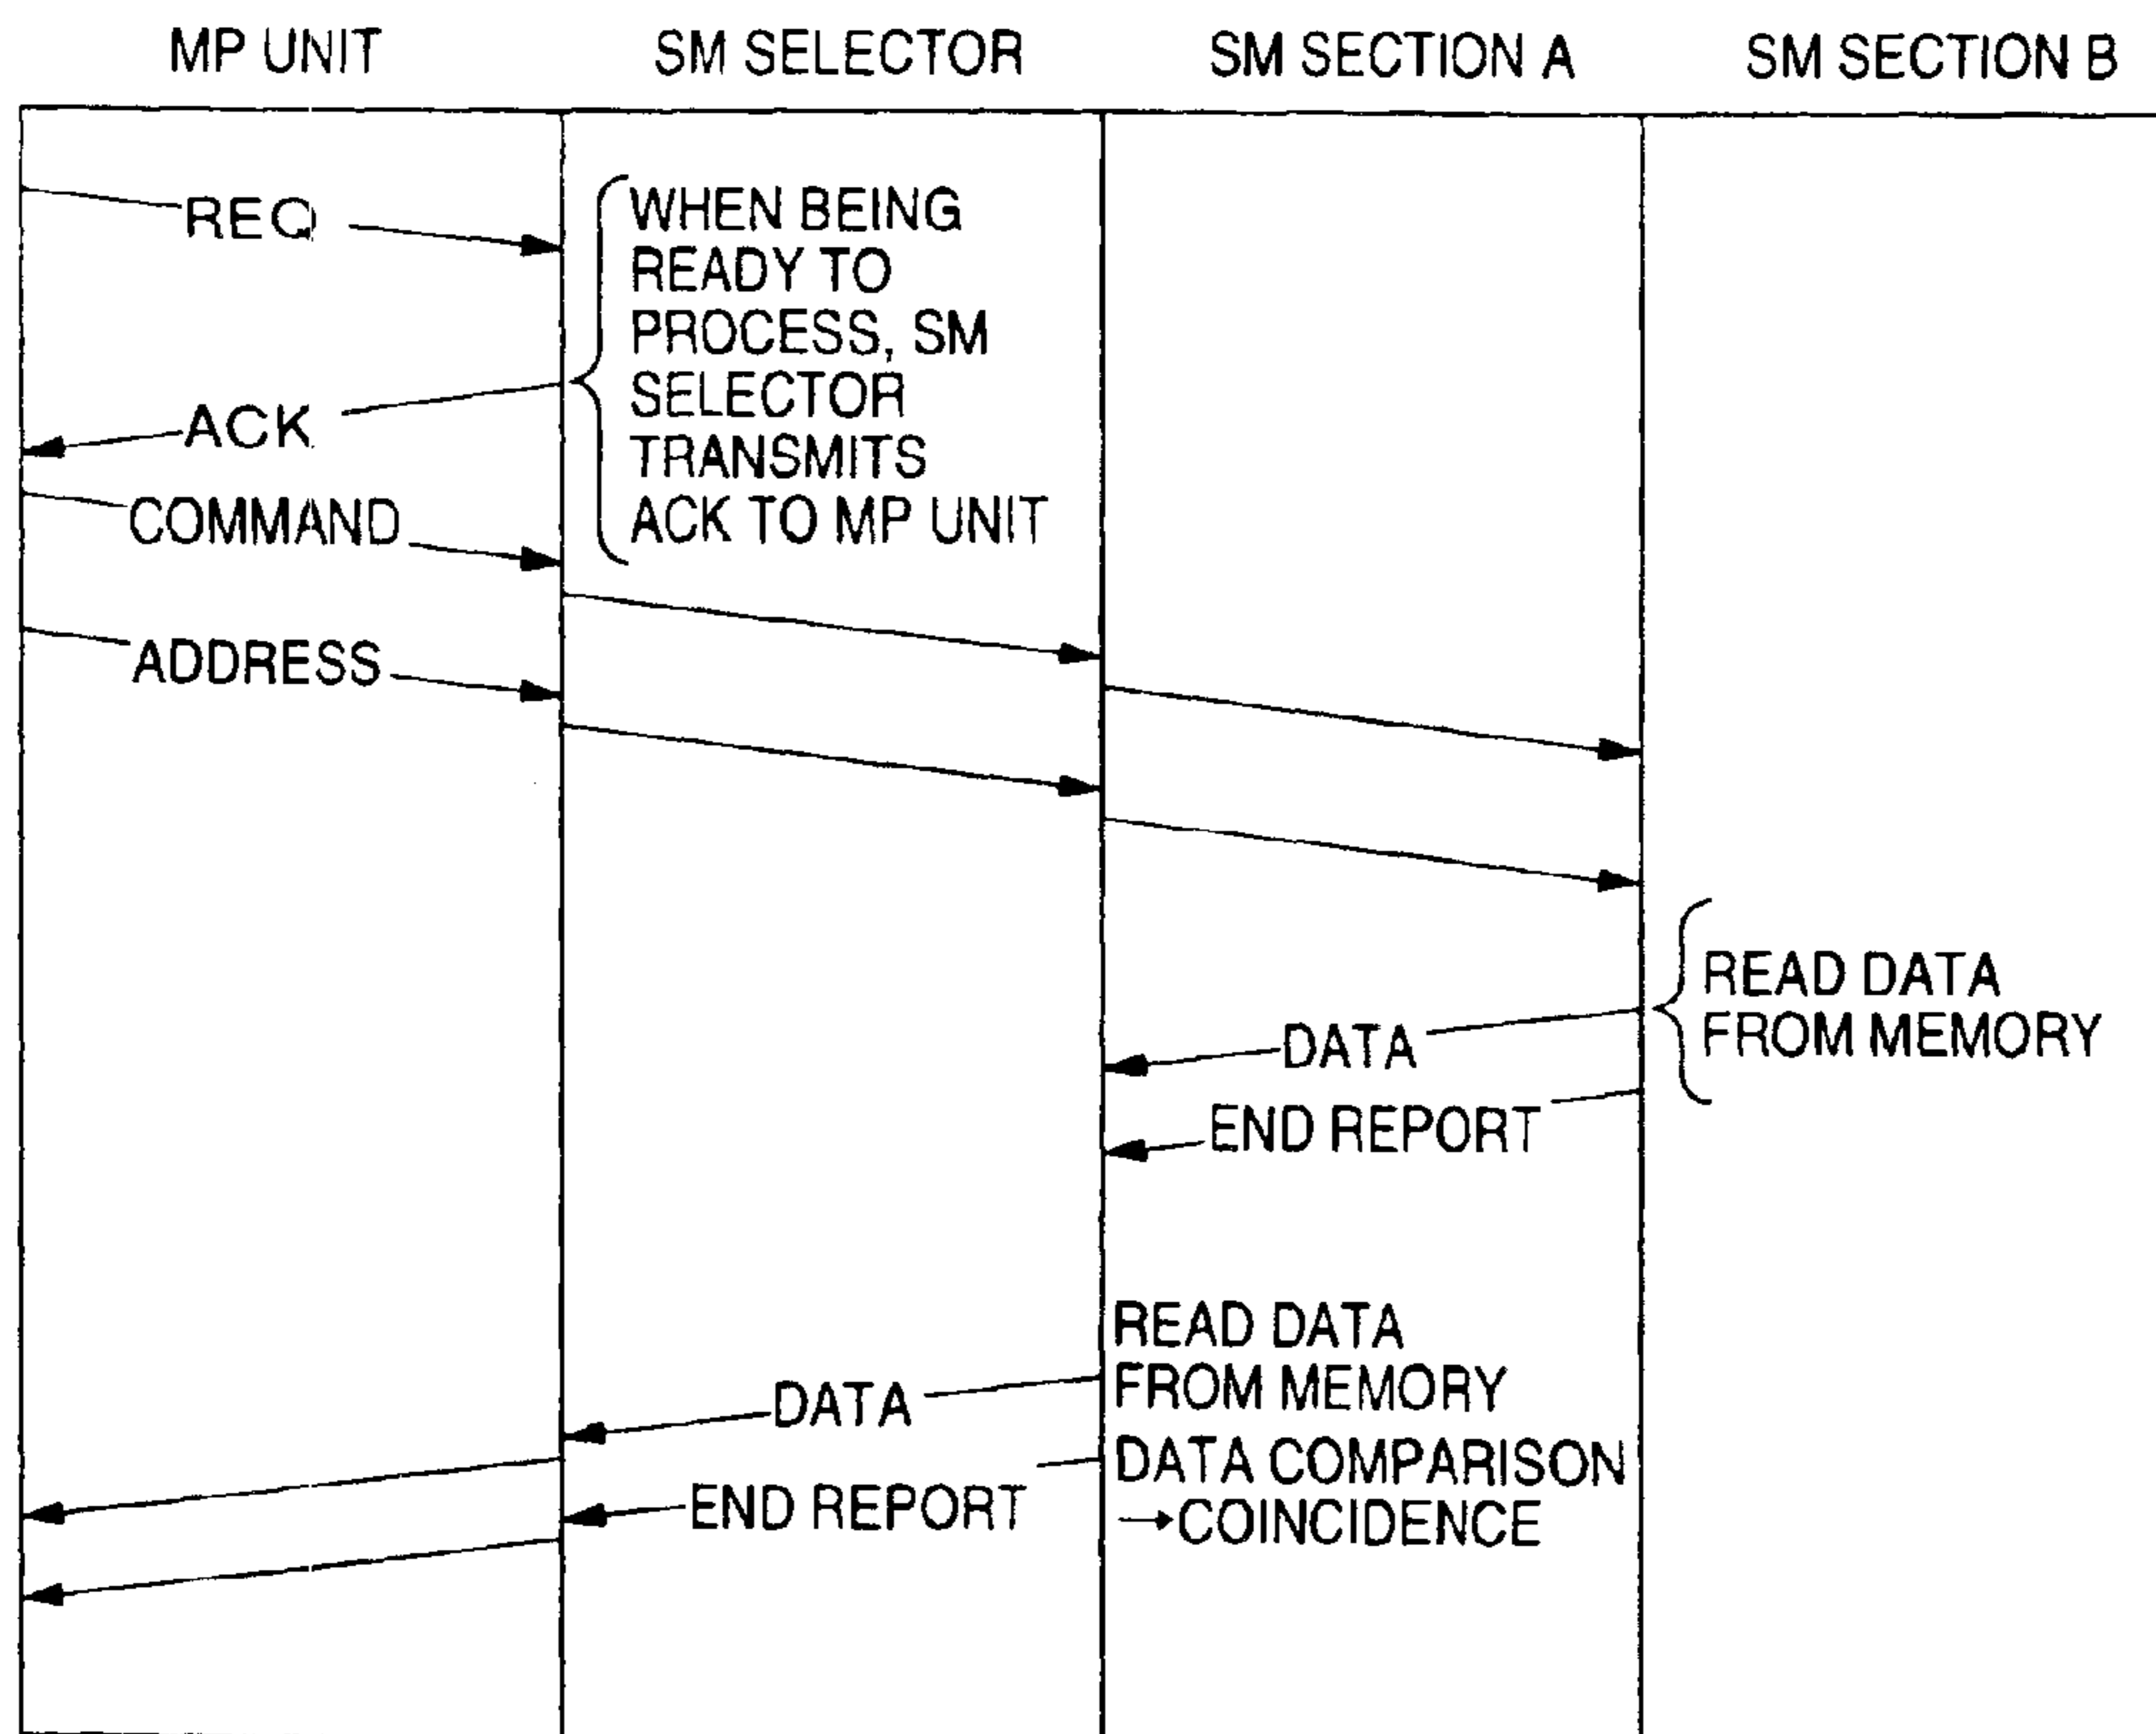 MP UNIT
SM SELECTOR
SM SECTION A
SM SECTION B
REQ
WHEN BEING
READY TO
PROCESS, SM
SELECTOR
TRANSMITS
ACK TO MP UNIT
ACK
COMMAND
ADDRESS
READ DATA
FROM MEMORY
DATA
END REPORT
READ DATA
FROM MEMORY
DATA
DATA COMPARISON
→COINCIDENCE
END REPORT